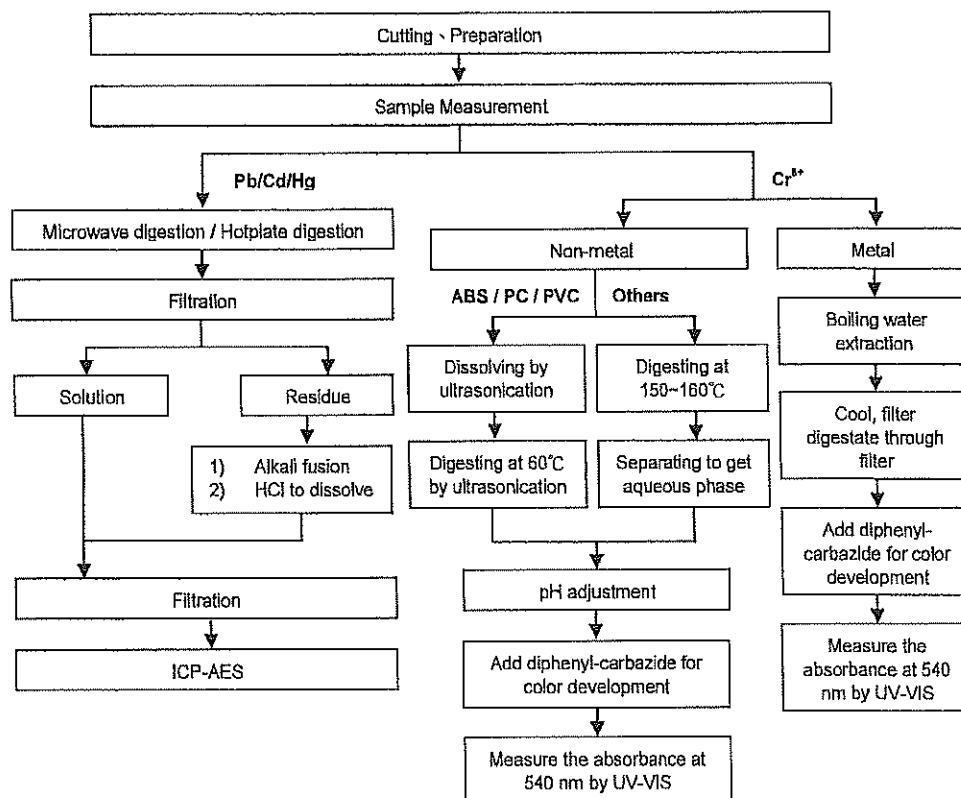 Cutting、Preparation
Sample Measurement
Pb/Cd/Hg
Cr⁶⁺
Microwave digestion / Hotplate digestion
Non-metal
Metal
Filtration
ABS / PC / PVC
Others
Boiling water
extraction
Solution
Residue
Dissolving by
ultrasonication
Digesting at
150~160℃
Cool, filter
digestate through
filter
1) Alkali fusion
2) HCl to dissolve
Digesting at 60℃
by ultrasonication
Separating to get
aqueous phase
Add diphenyl-
carbazide for color
development
Filtration
pH adjustment
ICP-AES
Add diphenyl-carbazide for
color development
Measure the
absorbance at 540
nm by UV-VIS
Measure the absorbance at
540 nm by UV-VIS